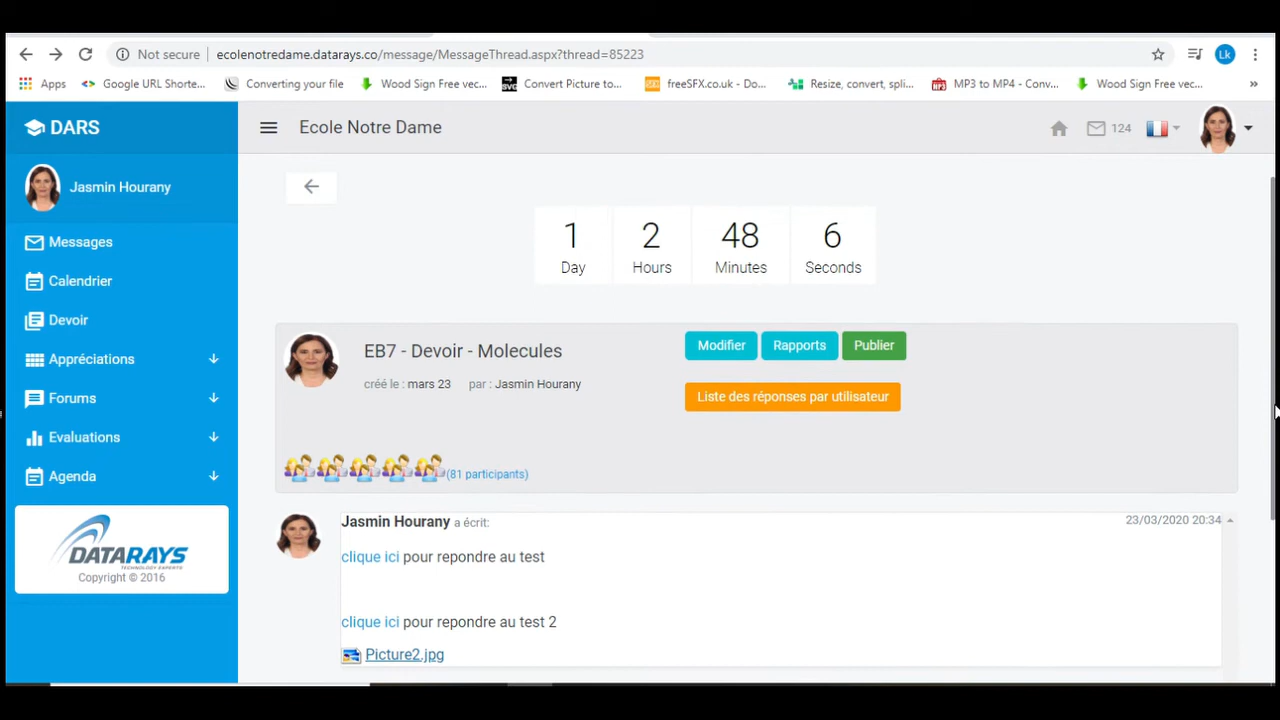 Not secure ecolenotredame.datarays.co/message/MessageThread.aspx?thread=85223 Lk
Apps Google URL Shorte... Converting your file Wood Sign Free vec... Convert Picture to... freeSFX.co.uk - Do... Resize, convert, spli... MP3 to MP4 - Conv... Wood Sign Free vec... »
DARS
Ecole Notre Dame
124
Jasmin Hourany
Messages
Calendrier
Devoir
Appréciations
Forums
Evaluations
Agenda
DATARAYS
TECHNOLOGY EXPERTS
Copyright © 2016
1 2 48 6
Day Hours Minutes Seconds
EB7 - Devoir - Molecules
créé le : mars 23 par : Jasmin Hourany
Modifier Rapports Publier
Liste des réponses par utilisateur
(81 participants)
Jasmin Hourany a écrit: 23/03/2020 20:34
clique ici pour repondre au test
clique ici pour repondre au test 2
Picture2.jpg